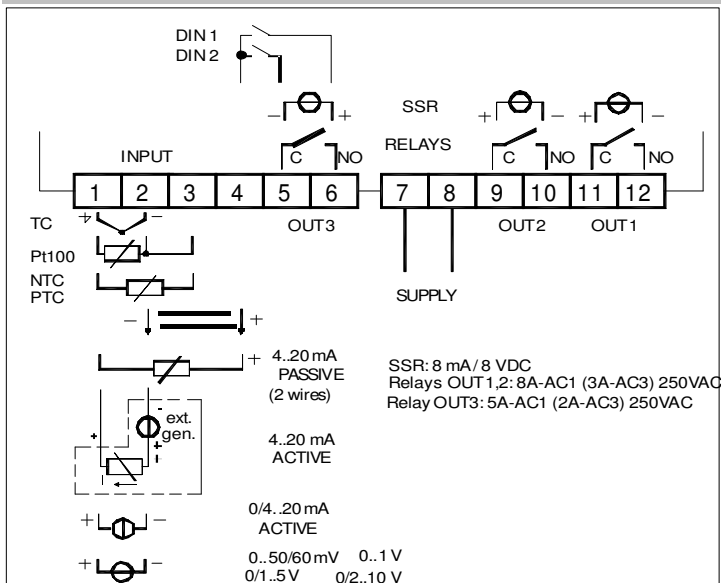 DIN 1
DIN 2
− + SSR + − + −
RELAYS
INPUT C NO C NO C NO
1 2 3 4 5 6 7 8 9 10 11 12
TC + − OUT3 OUT2 OUT1
Pt100
NTC
PTC
SUPPLY
− +
+ 4..20 mA
PASSIVE
(2 wires)
SSR: 8 mA / 8 VDC
Relays OUT1,2: 8A-AC1 (3A-AC3) 250VAC
Relay OUT3: 5A-AC1 (2A-AC3) 250VAC
- ext.
+ gen.
+
4..20 mA
ACTIVE
I
+ − 0/4..20 mA
ACTIVE
+ − 0..50/60 mV 0..1 V
0/1..5 V 0/2..10 V